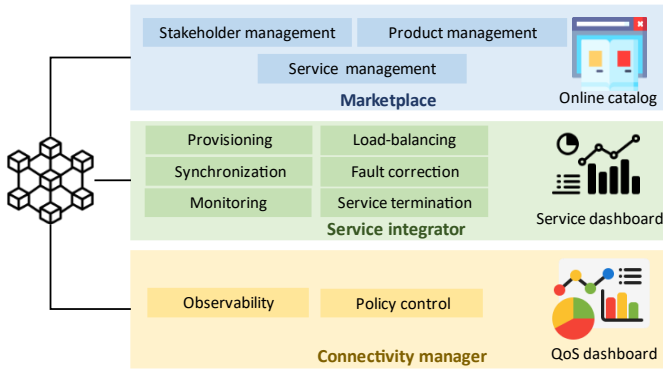 Stakeholder management
Product management
Service management
Marketplace
Online catalog
Provisioning
Load-balancing
Synchronization
Fault correction
Monitoring
Service termination
Service integrator
Service dashboard
Observability
Policy control
Connectivity manager
QoS dashboard